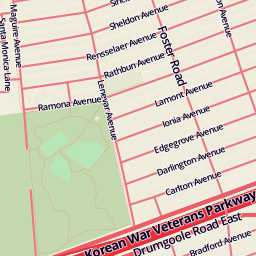 Maguire Avenue
Santa Monica Lane
Sheldon Avenue
Rensselaer Avenue
Foster Road
Rathbun Avenue
Lenevar Avenue
Ramona Avenue
Lamont Avenue
Ionia Avenue
Edgegrove Avenue
Darlington Avenue
Carlton Avenue
Korean War Veterans Parkway
Drumgoole Road East
Bradford Avenue